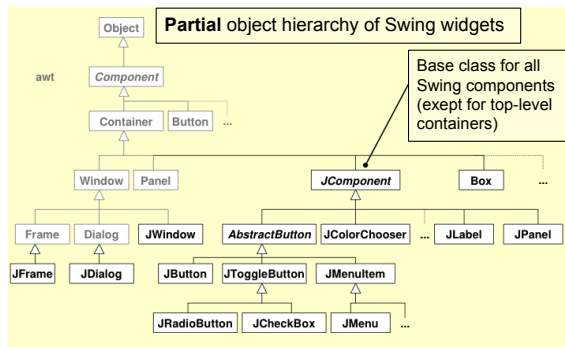 Object
Partial object hierarchy of Swing widgets
awt
Component
Base class for all
Swing components
(exept for top-level
containers)
Container
Button
...
Window
Panel
JComponent
Box
...
Frame
Dialog
JWindow
AbstractButton
JColorChooser
...
JLabel
JPanel
JFrame
JDialog
JButton
JToggleButton
JMenuItem
JRadioButton
JCheckBox
JMenu
...